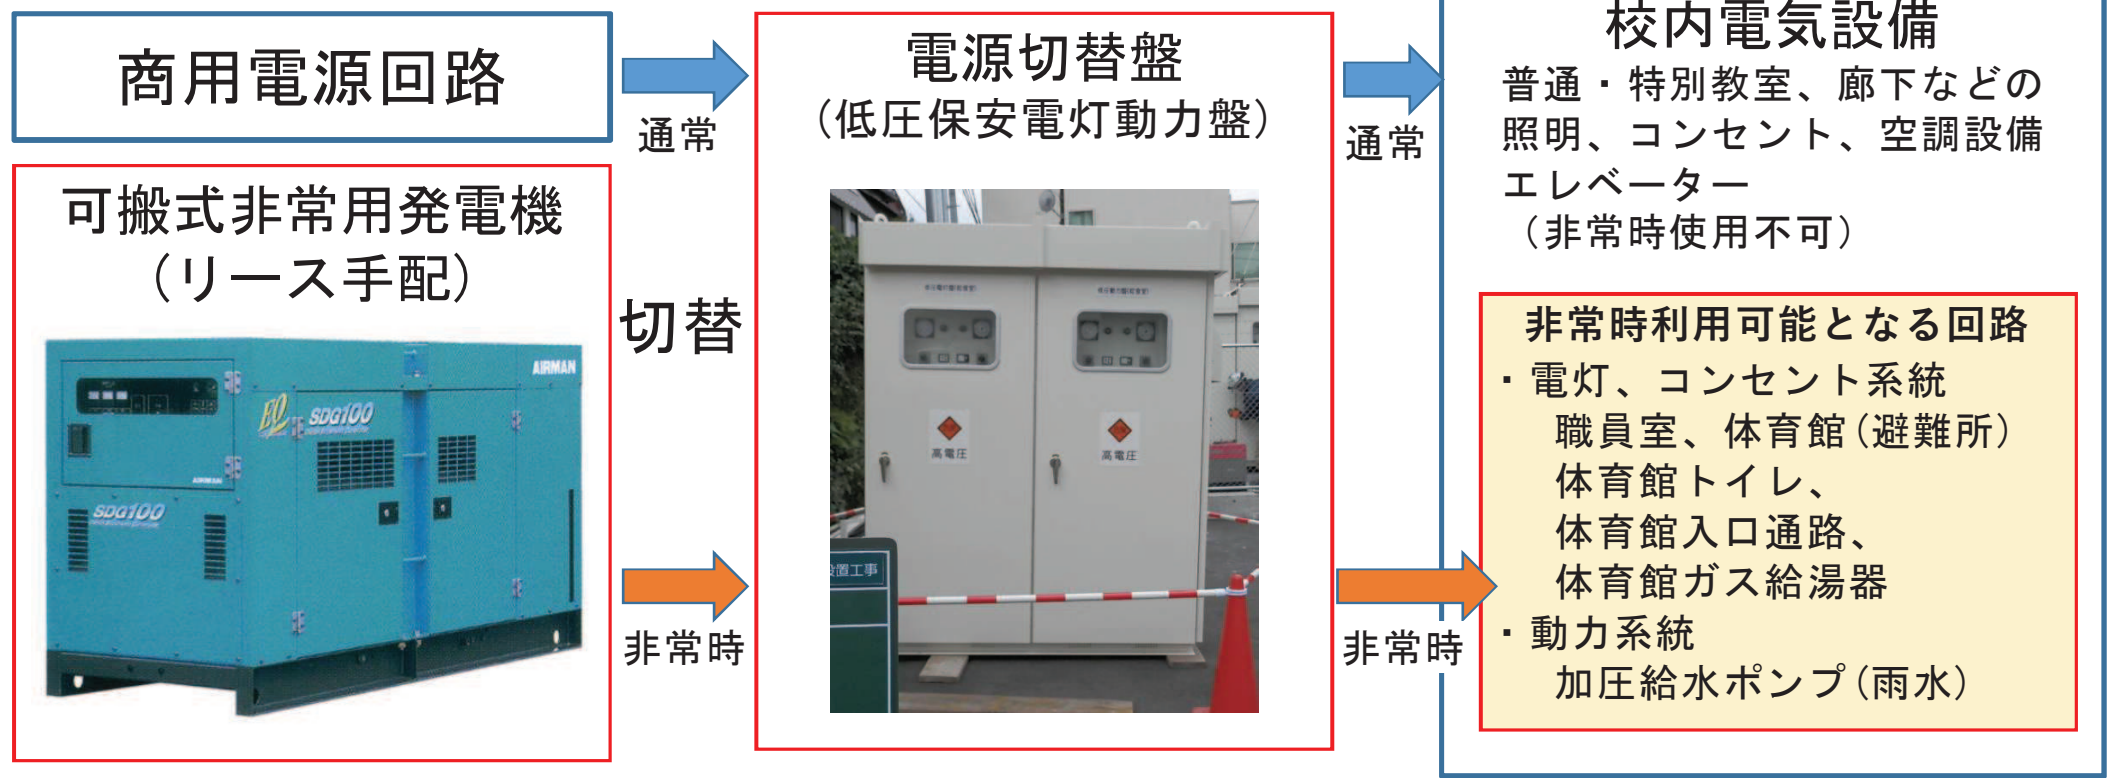 商用電源回路
通常
電源切替盤
(低圧保安電灯動力盤)
通常
校内電気設備
普通・特別教室、廊下などの
照明、コンセント、空調設備
エレベーター
(非常時使用不可)
可搬式非常用発電機
(リース手配)
AIRMAN
EQ
SDG100
SDG100
切替
非常時
高電圧
高電圧
設置工事
非常時
非常時利用可能となる回路
・電灯、コンセント系統
職員室、体育館(避難所)
体育館トイレ、
体育館入口通路、
体育館ガス給湯器
・動力系統
加圧給水ポンプ(雨水)